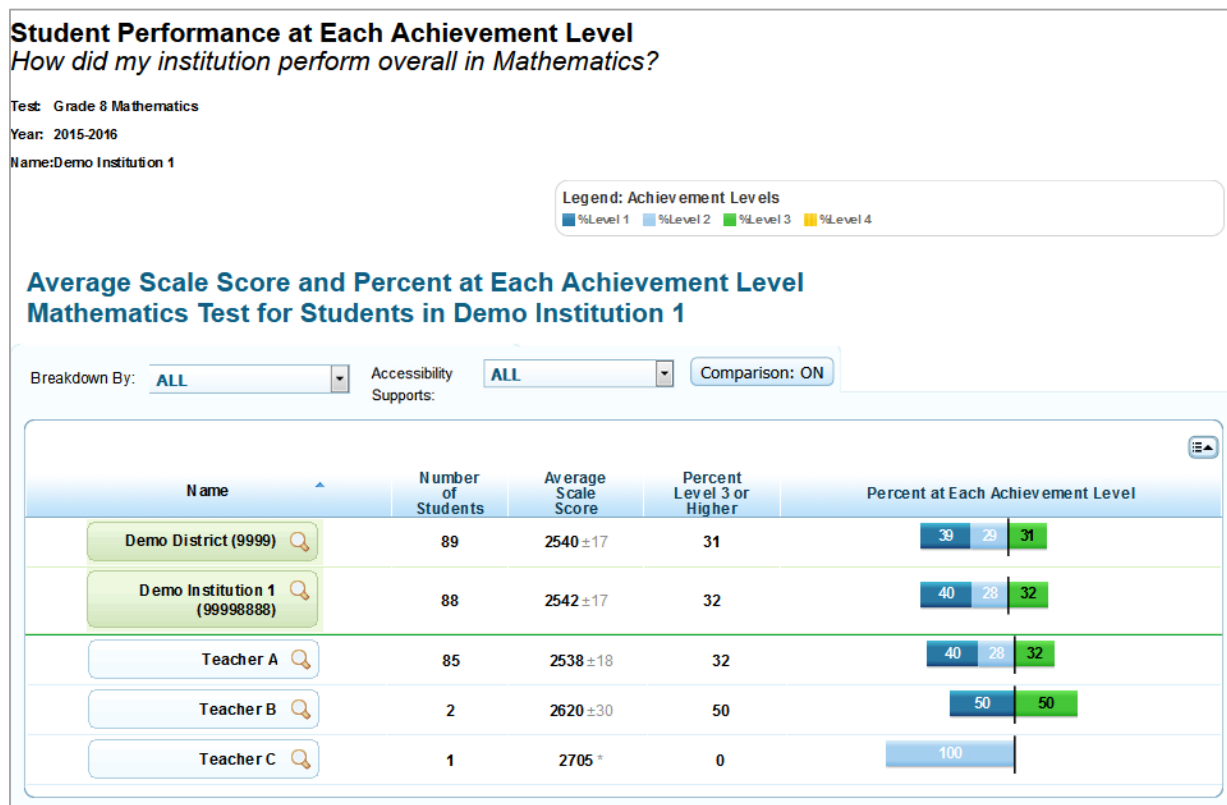 Student Performance at Each Achievement Level
How did my institution perform overall in Mathematics?
Test: Grade 8 Mathematics
Year: 2015-2016
Name:Demo Institution 1
Legend: Achievement Levels
%Level 1 %Level 2 %Level 3 %Level 4
Average Scale Score and Percent at Each Achievement Level
Mathematics Test for Students in Demo Institution 1
Breakdown By: ALL Accessibility Supports: ALL Comparison: ON
Name Number of Students Average Scale Score Percent Level 3 or Higher Percent at Each Achievement Level
Demo District (9999) 89 2540 ±17 31 39 29 31
Demo Institution 1 (99998888) 88 2542 ±17 32 40 28 32
Teacher A 85 2538 ±18 32 40 28 32
Teacher B 2 2620 ±30 50 50 50
Teacher C 1 2705 * 0 100